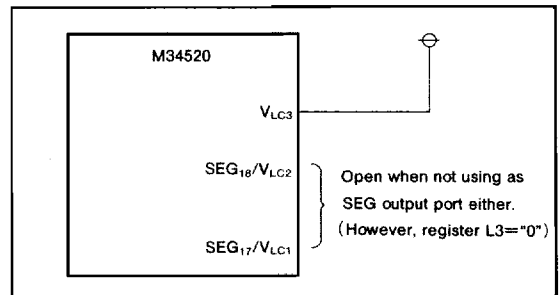 M34520
VLC3
SEG18/VLC2
Open when not using as
SEG output port either.
(However, register L3="0")
SEG17/VLC1